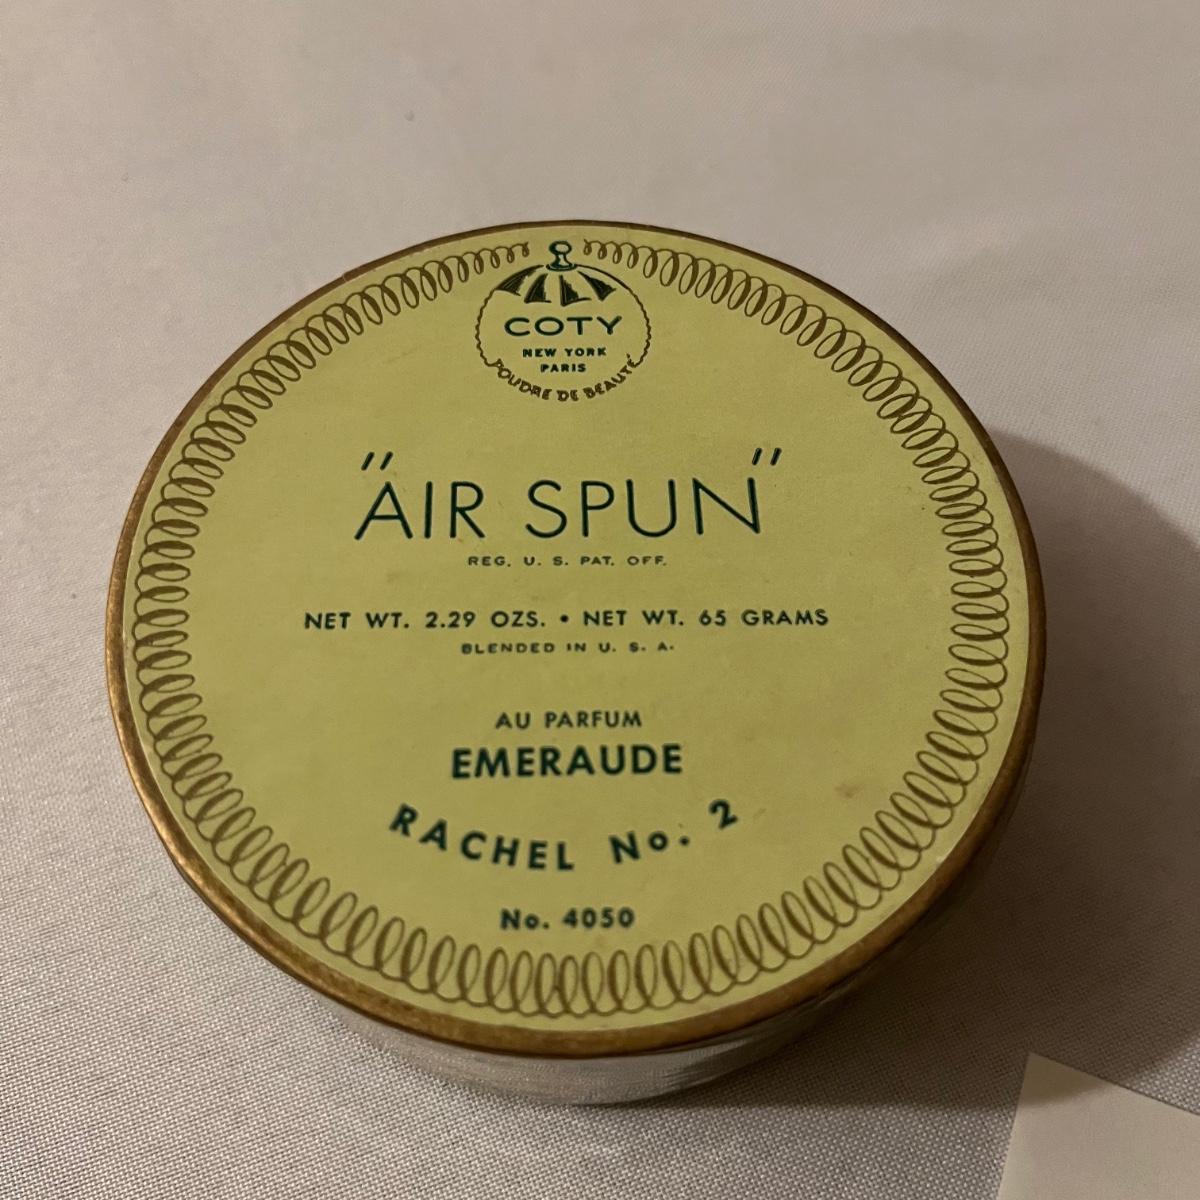 COTY
NEW YORK
PARIS
POUDRE DE BEAUTÉ
"AIR SPUN"
REG. U. S. PAT. OFF.
NET WT. 2.29 OZS. • NET WT. 65 GRAMS
BLENDED IN U. S. A.
AU PARFUM
EMERAUDE
RACHEL No. 2
No. 4050